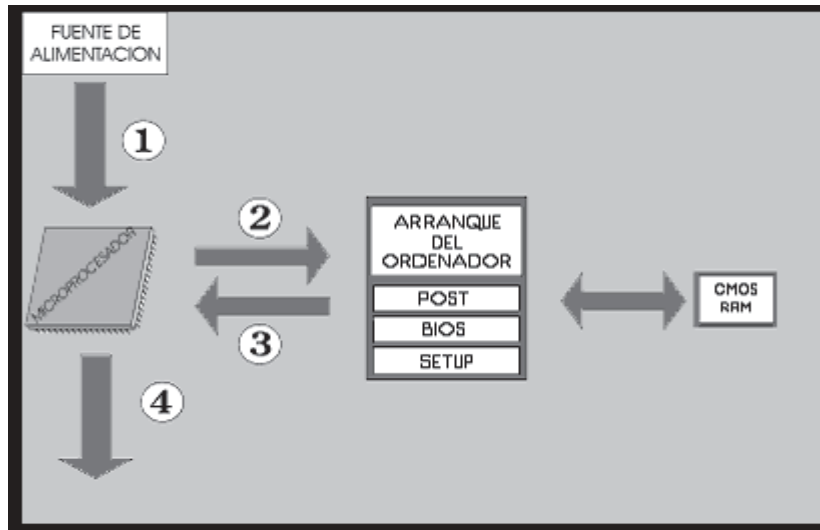 FUENTE DE
ALIMENTACION
1
MICROPROCESADOR
2
3
4
ARRANQUE
DEL
ORDENADOR
POST
BIOS
SETUP
CMOS
RAM